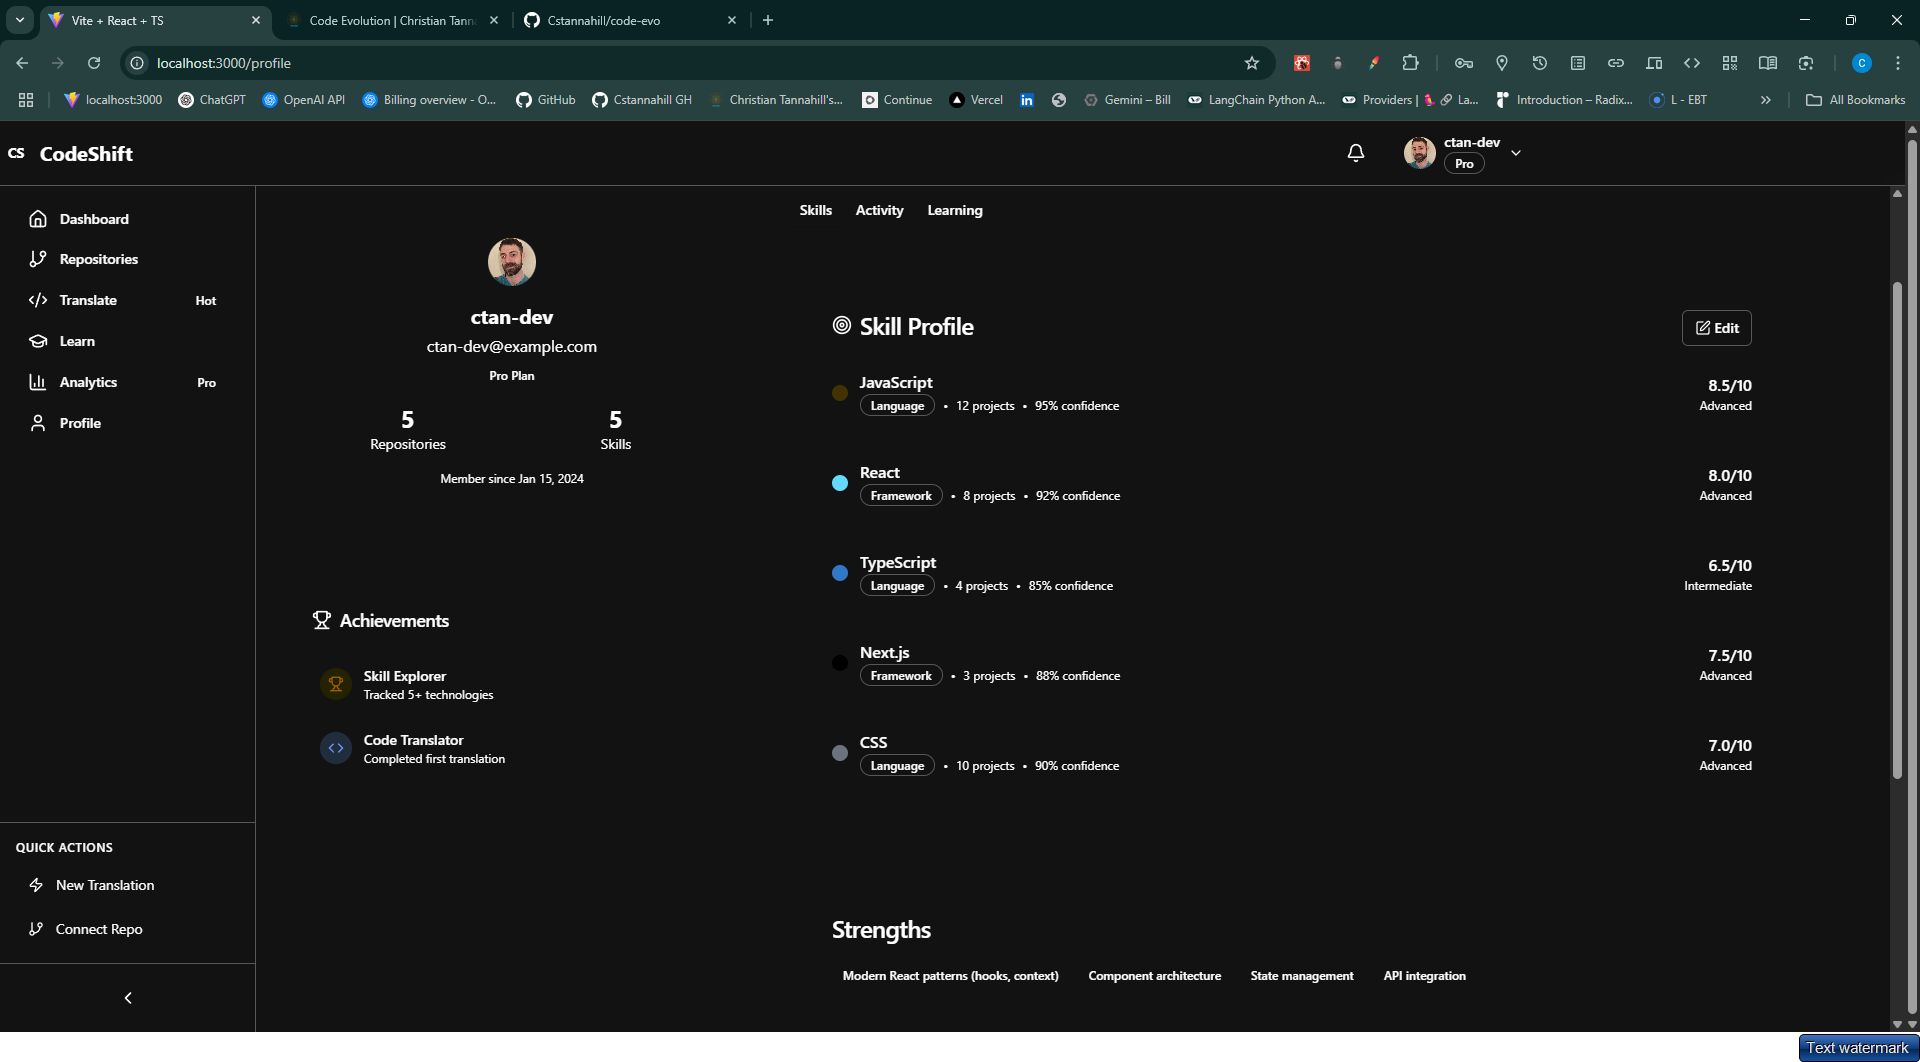 Vite + React + TS
Code Evolution | Christian Tann
Cstannahill/code-evo
localhost:3000/profile
C
localhost:3000
ChatGPT
OpenAI API
Billing overview - O...
GitHub
Cstannahill GH
Christian Tannahill's...
Continue
Vercel
in
Gemini – Bill
LangChain Python A...
Providers | La...
Introduction – Radix...
L - EBT
All Bookmarks
CS CodeShift
ctan-dev
Pro
Dashboard
Repositories
Translate Hot
Learn
Analytics Pro
Profile
QUICK ACTIONS
New Translation
Connect Repo
Skills Activity Learning
ctan-dev
ctan-dev@example.com
Pro Plan
5 5
Repositories Skills
Member since Jan 15, 2024
Achievements
Skill Explorer
Tracked 5+ technologies
Code Translator
Completed first translation
Skill Profile
Edit
JavaScript 8.5/10
Language • 12 projects • 95% confidence Advanced
React 8.0/10
Framework • 8 projects • 92% confidence Advanced
TypeScript 6.5/10
Language • 4 projects • 85% confidence Intermediate
Next.js 7.5/10
Framework • 3 projects • 88% confidence Advanced
CSS 7.0/10
Language • 10 projects • 90% confidence Advanced
Strengths
Modern React patterns (hooks, context) Component architecture State management API integration
Text watermark